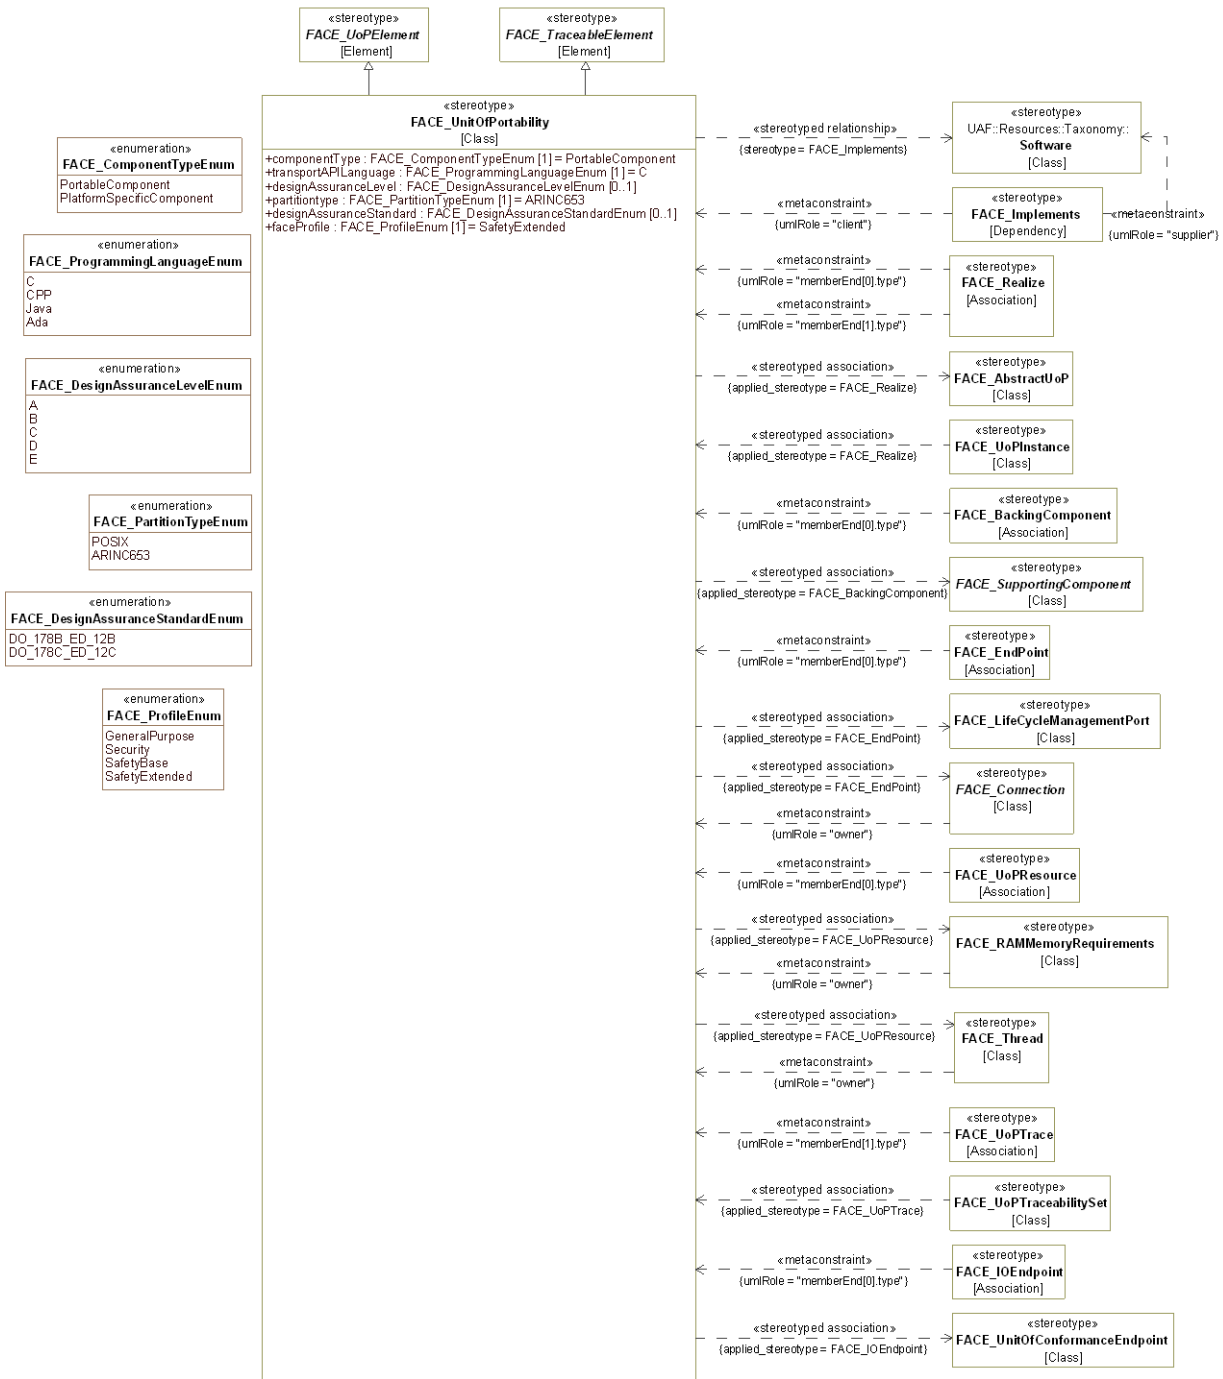 «stereotype»
FACE_UoPElement
[Element]
«stereotype»
FACE_TraceableElement
[Element]
«stereotype»
FACE_UnitOfPortability
[Class]
+componentType : FACE_ComponentTypeEnum [1] = PortableComponent
+transportAPILanguage : FACE_ProgrammingLanguageEnum [1] = C
+designAssuranceLevel : FACE_DesignAssuranceLevelEnum [0..1]
+partitiontype : FACE_PartitionTypeEnum [1] = ARINC653
+designAssuranceStandard : FACE_DesignAssuranceStandardEnum [0..1]
+faceProfile : FACE_ProfileEnum [1] = SafetyExtended
«enumeration»
FACE_ComponentTypeEnum
PortableComponent
PlatformSpecificComponent
«enumeration»
FACE_ProgrammingLanguageEnum
C
CPP
Java
Ada
«enumeration»
FACE_DesignAssuranceLevelEnum
A
B
C
D
E
«enumeration»
FACE_PartitionTypeEnum
POSIX
ARINC653
«enumeration»
FACE_DesignAssuranceStandardEnum
DO_178B_ED_12B
DO_178C_ED_12C
«enumeration»
FACE_ProfileEnum
GeneralPurpose
Security
SafetyBase
SafetyExtended
«stereotyped relationship»
{stereotype = FACE_Implements}
«stereotype»
UAF::Resources::Taxonomy::
Software
[Class]
«metaconstraint»
{umlRole = "client"}
«stereotype»
FACE_Implements
[Dependency]
«metaconstraint»
{umlRole = "supplier"}
«metaconstraint»
{umlRole = "memberEnd[0].type"}
«metaconstraint»
{umlRole = "memberEnd[1].type"}
«stereotype»
FACE_Realize
[Association]
«stereotyped association»
{applied_stereotype = FACE_Realize}
«stereotype»
FACE_AbstractUoP
[Class]
«stereotyped association»
{applied_stereotype = FACE_Realize}
«stereotype»
FACE_UoPInstance
[Class]
«metaconstraint»
{umlRole = "memberEnd[0].type"}
«stereotype»
FACE_BackingComponent
[Association]
«stereotyped association»
{applied_stereotype = FACE_BackingComponent}
«stereotype»
FACE_SupportingComponent
[Class]
«metaconstraint»
{umlRole = "memberEnd[0].type"}
«stereotype»
FACE_EndPoint
[Association]
«stereotyped association»
{applied_stereotype = FACE_EndPoint}
«stereotype»
FACE_LifeCycleManagementPort
[Class]
«stereotyped association»
{applied_stereotype = FACE_EndPoint}
«metaconstraint»
{umlRole = "owner"}
«stereotype»
FACE_Connection
[Class]
«metaconstraint»
{umlRole = "memberEnd[0].type"}
«stereotype»
FACE_UoPResource
[Association]
«stereotyped association»
{applied_stereotype = FACE_UoPResource}
«metaconstraint»
{umlRole = "owner"}
«stereotype»
FACE_RAMMemoryRequirements
[Class]
«stereotyped association»
{applied_stereotype = FACE_UoPResource}
«metaconstraint»
{umlRole = "owner"}
«stereotype»
FACE_Thread
[Class]
«metaconstraint»
{umlRole = "memberEnd[1].type"}
«stereotype»
FACE_UoPTrace
[Association]
«stereotyped association»
{applied_stereotype = FACE_UoPTrace}
«stereotype»
FACE_UoPTraceabilitySet
[Class]
«metaconstraint»
{umlRole = "memberEnd[0].type"}
«stereotype»
FACE_IOEndpoint
[Association]
«stereotyped association»
{applied_stereotype = FACE_IOEndpoint}
«stereotype»
FACE_UnitOfConformanceEndpoint
[Class]